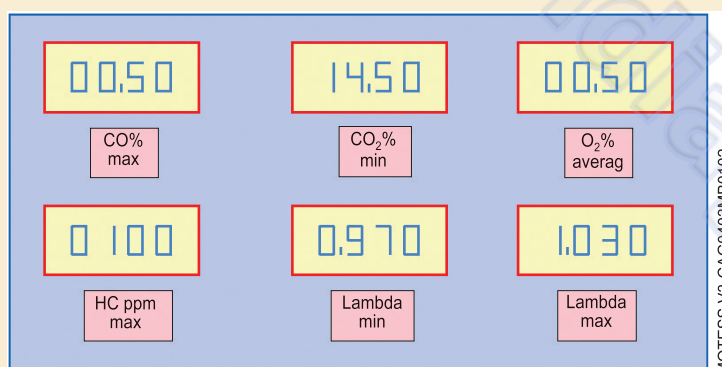 00.50 14.50 00.50
CO% CO₂% O₂%
max min averag
0100 0.970 1.030
HC ppm Lambda Lambda
max min max